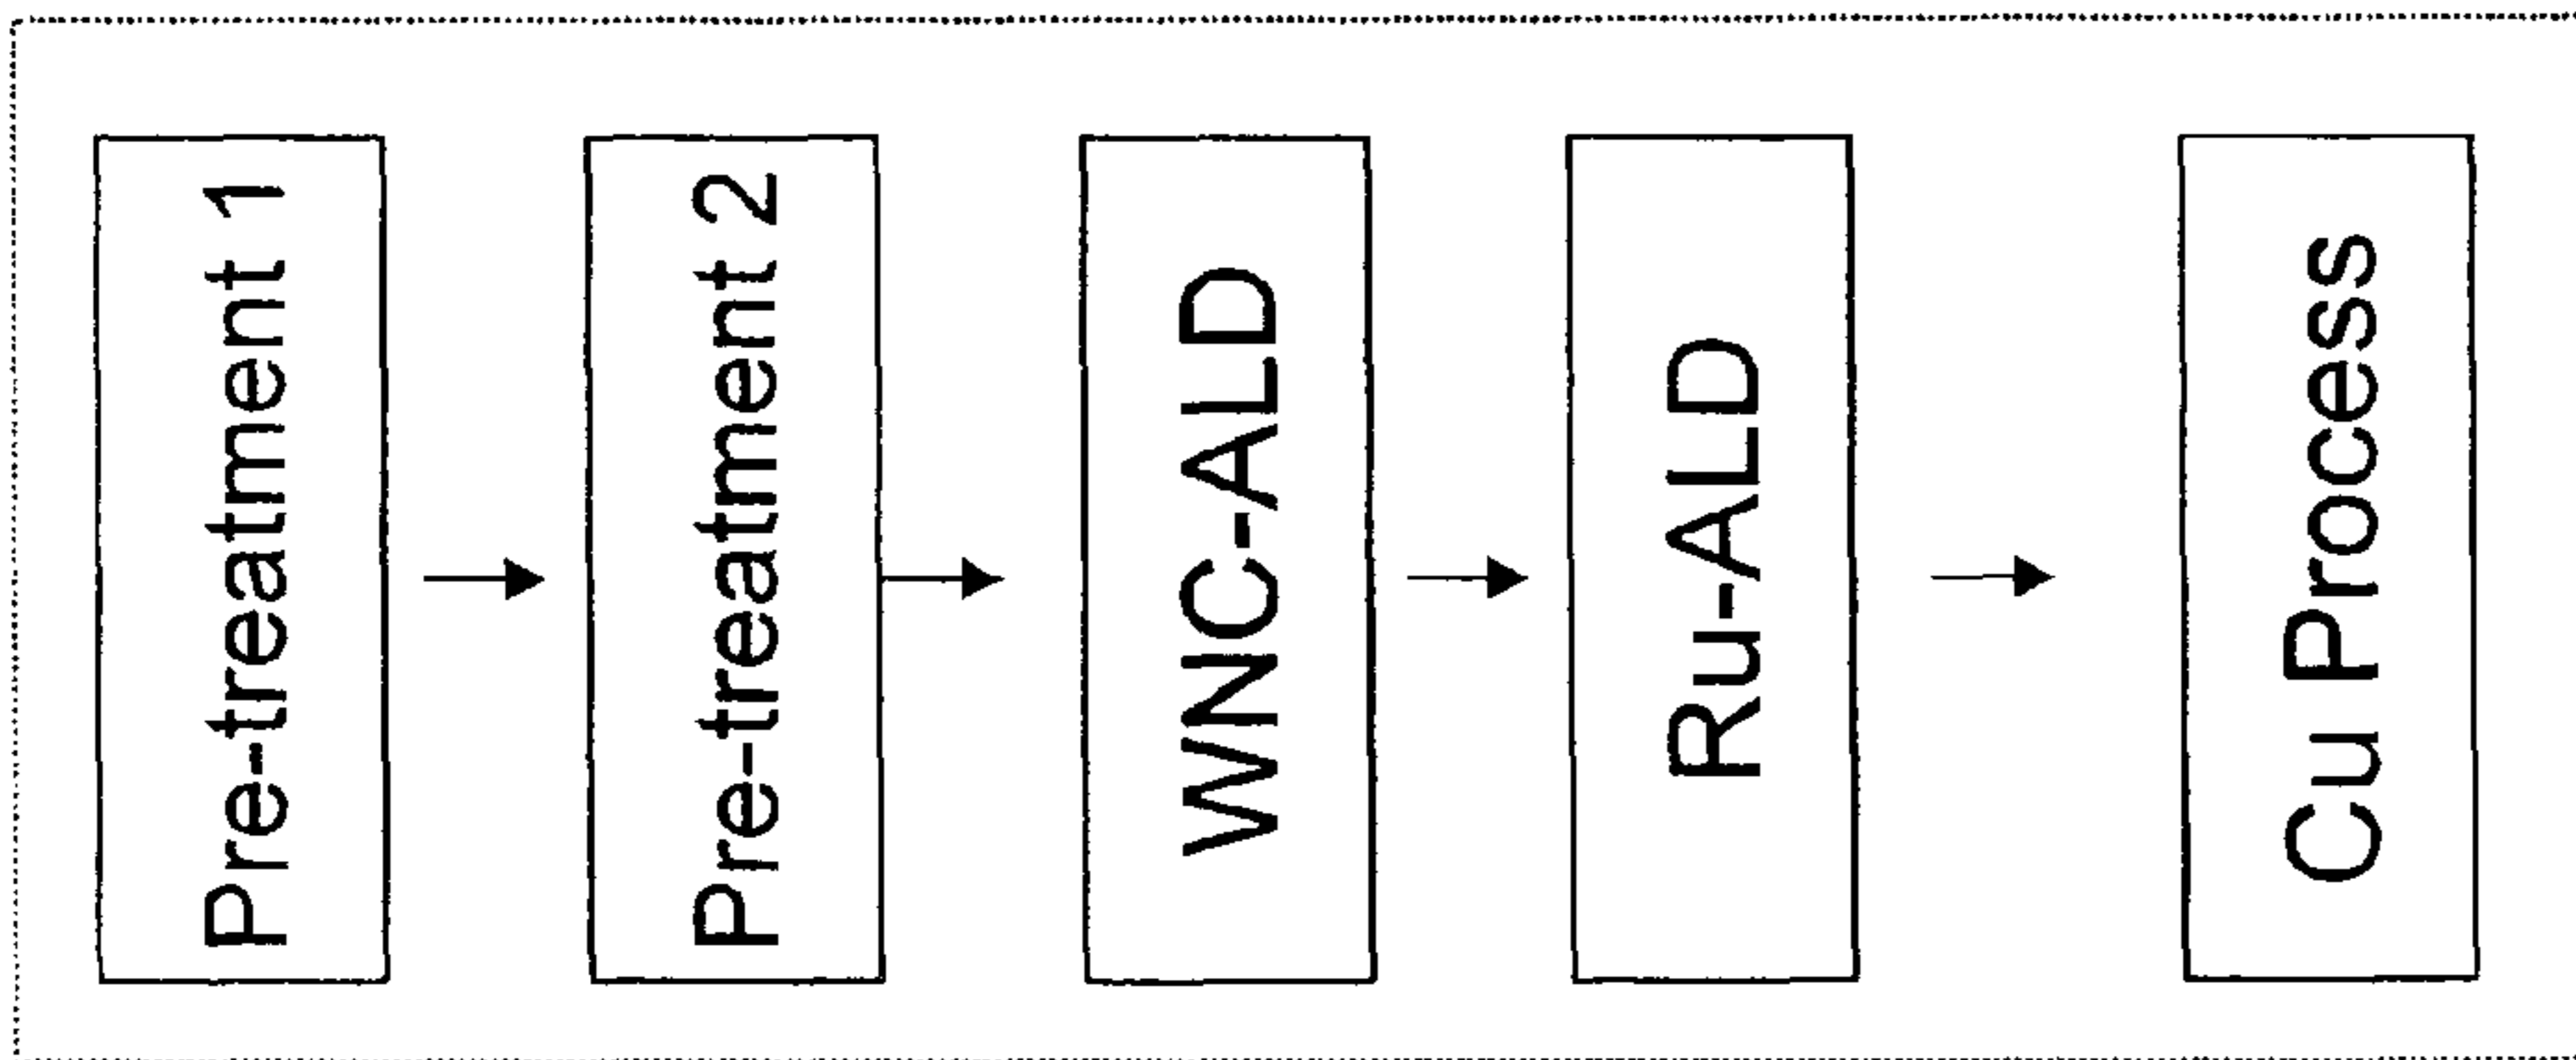 Pre-treatment 1
Pre-treatment 2
WNC-ALD
Ru-ALD
Cu Process